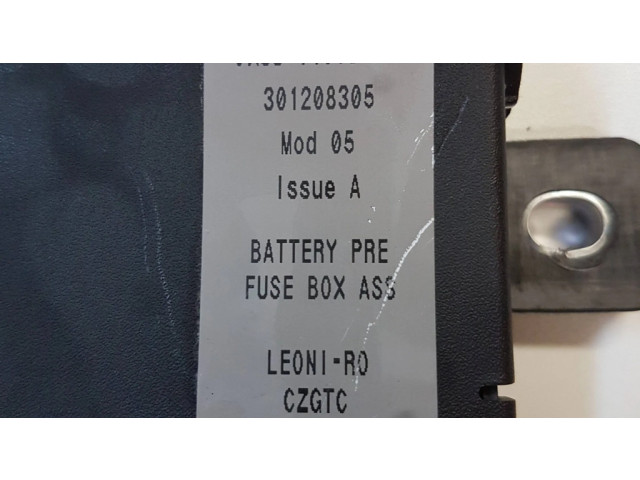 301208305
Mod 05
Issue A
BATTERY PRE
FUSE BOX ASS
LEONI-RO
CZGTC